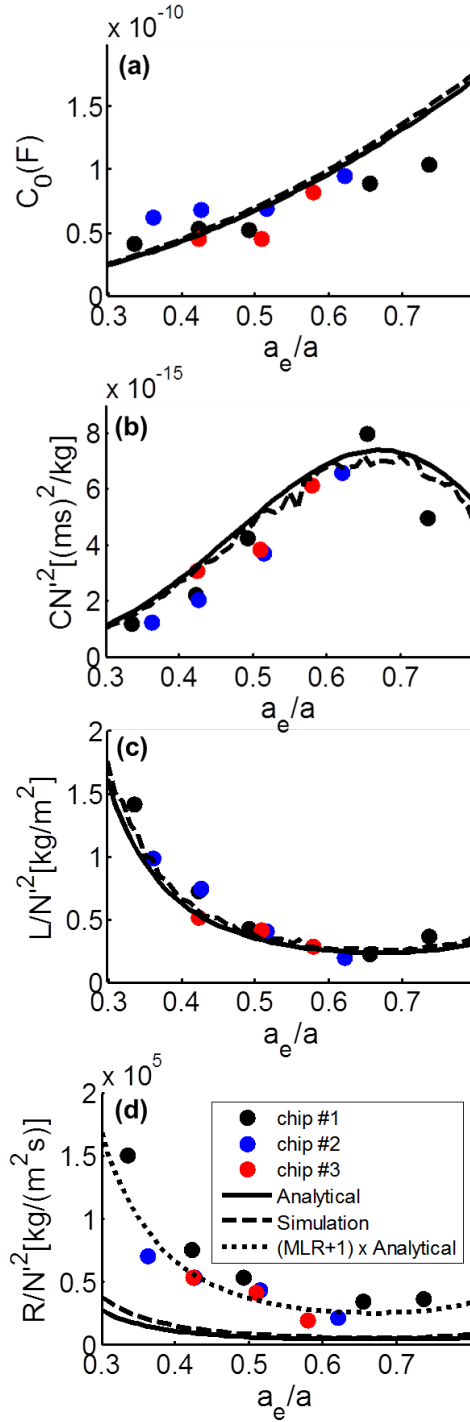 x 10⁻¹⁰
(a)
1.5
1
0.5
0
C₀(F)
0.3 0.4 0.5 0.6 0.7
aₑ/a
x 10⁻¹⁵
(b)
8
6
4
2
0
CN'²[(ms)²/kg]
0.3 0.4 0.5 0.6 0.7
aₑ/a
(c)
2
1.5
1
0.5
0
L/N'²[kg/m²]
0.3 0.4 0.5 0.6 0.7
aₑ/a
x 10⁵
(d)
2
1.5
1
0.5
0
R/N'²[kg/(m²s)]
chip #1
chip #2
chip #3
Analytical
Simulation
(MLR+1) x Analytical
0.3 0.4 0.5 0.6 0.7
aₑ/a